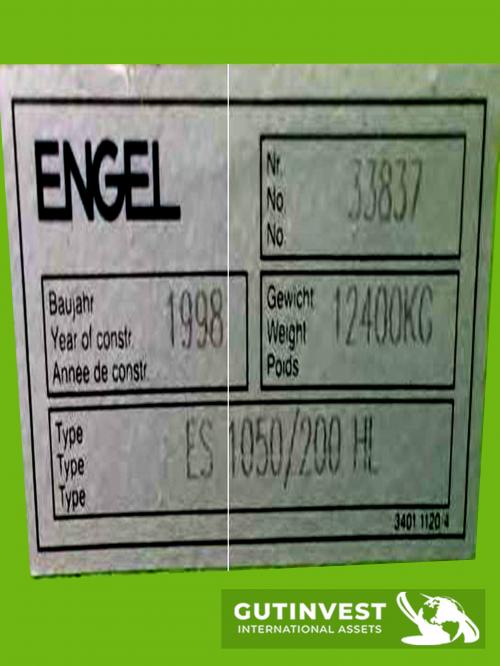 ENGEL
Nr.
No
No.
33837
Baujahr
Year of constr.
Année de constr.
1998
Gewicht
Weight
Poids
12400KG
Type
Type
Type
ES 1050/200 HL
3401 1120/4
GUTINVEST
INTERNATIONAL ASSETS